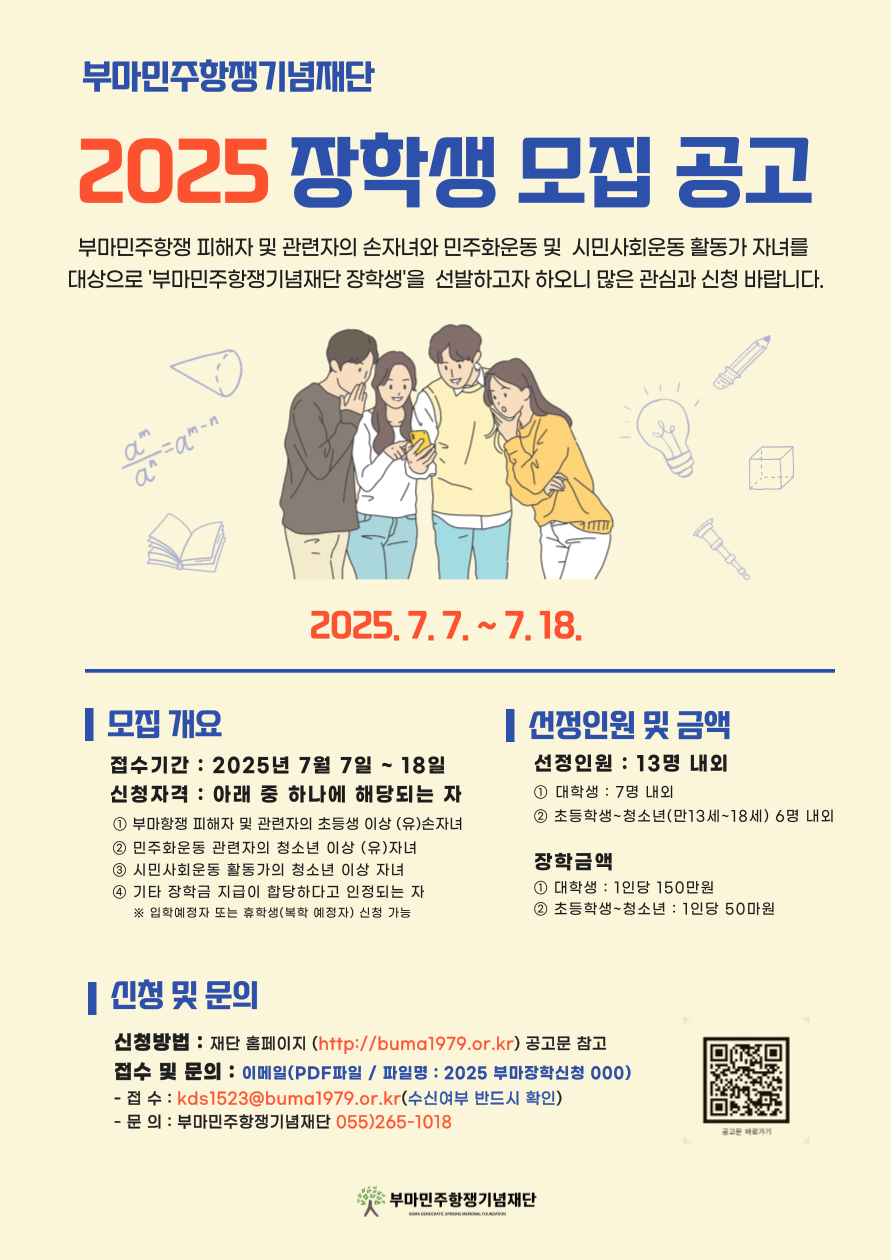 부마민주항쟁기념재단
2025 장학생 모집 공고
부마민주항쟁 피해자 및 관련자의 손자녀와 민주화운동 및 시민사회운동 활동가 자녀를
대상으로 '부마민주항쟁기념재단 장학생'을 선발하고자 하오니 많은 관심과 신청 바랍니다.
aᵐ/aⁿ=aᵐ⁻ⁿ
2025. 7. 7. ~ 7. 18.
모집 개요
접수기간 : 2025년 7월 7일 ~ 18일
신청자격 : 아래 중 하나에 해당되는 자
① 부마항쟁 피해자 및 관련자의 초등생 이상 (유)손자녀
② 민주화운동 관련자의 청소년 이상 (유)자녀
③ 시민사회운동 활동가의 청소년 이상 자녀
④ 기타 장학금 지급이 합당하다고 인정되는 자
※ 입학예정자 또는 휴학생(복학 예정자) 신청 가능
선정인원 및 금액
선정인원 : 13명 내외
① 대학생 : 7명 내외
② 초등학생~청소년(만13세~18세) 6명 내외
장학금액
① 대학생 : 1인당 150만원
② 초등학생~청소년 : 1인당 50마원
신청 및 문의
신청방법 : 재단 홈페이지 (http://buma1979.or.kr) 공고문 참고
접수 및 문의 : 이메일(PDF파일 / 파일명 : 2025 부마장학신청 000)
- 접 수 : kds1523@buma1979.or.kr(수신여부 반드시 확인)
- 문 의 : 부마민주항쟁기념재단 055)265-1018
공고문 바로가기
부마민주항쟁기념재단
BUMA DEMOCRATIC UPRISING MEMORIAL FOUNDATION